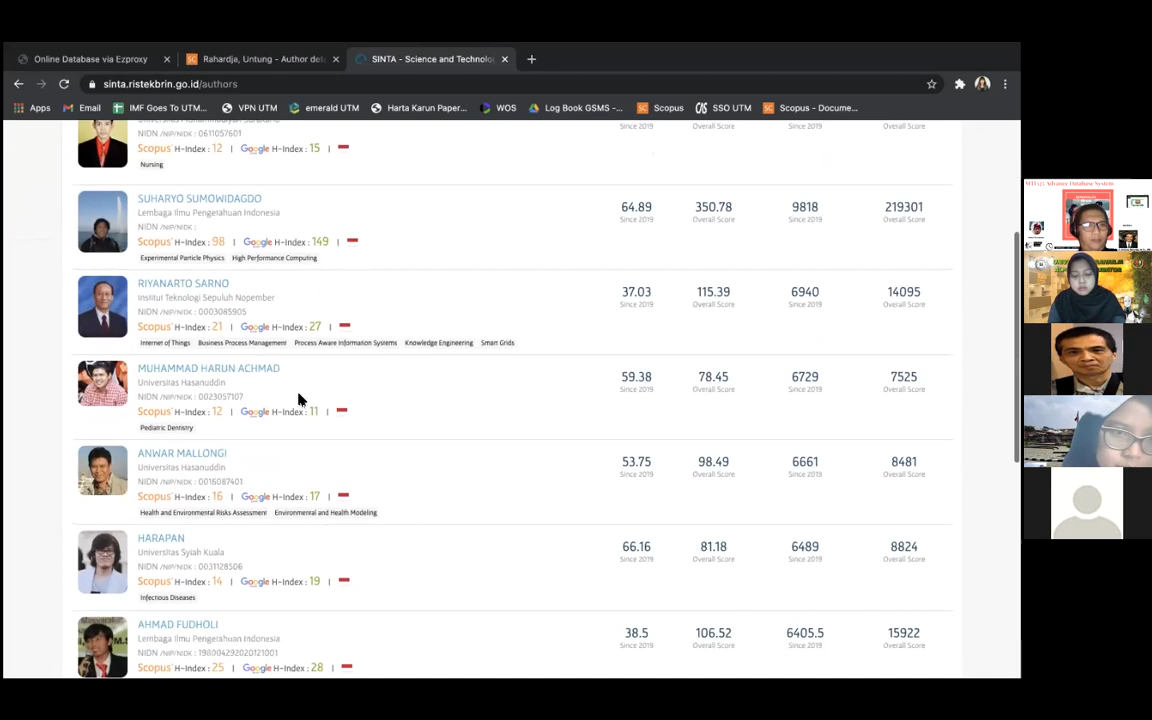 Online Database via Ezproxy
Rahardja, Untung - Author det
SINTA - Science and Technolo
sinta.ristekbrin.go.id/authors
Apps Email IMF Goes To UTM... VPN UTM emerald UTM Harta Karun Paper... WOS Log Book GSMS -... Scopus SSO UTM Scopus - Docume...
Since 2019 Overall Score Since 2019 Overall Score
NIDN /NIP/NIDK : 0611057601
Scopus H-Index : 12 | Google H-Index : 15 |
Nursing
SUHARYO SUMOWIDAGDO
Lembaga Ilmu Pengetahuan Indonesia
NIDN /NIP/NIDK :
Scopus H-Index : 98 | Google H-Index : 149 |
Experimental Particle Physics High Performance Computing
64.89 350.78 9818 219301
Since 2019 Overall Score Since 2019 Overall Score
RIYANARTO SARNO
Institut Teknologi Sepuluh Nopember
NIDN /NIP/NIDK : 0003085905
Scopus H-Index : 21 | Google H-Index : 27 |
Internet of Things Business Process Management Process Aware Information Systems Knowledge Engineering Smart Grids
37.03 115.39 6940 14095
Since 2019 Overall Score Since 2019 Overall Score
MUHAMMAD HARUN ACHMAD
Universitas Hasanuddin
NIDN /NIP/NIDK : 0023057107
Scopus H-Index : 12 | Google H-Index : 11 |
Pediatric Dentistry
59.38 78.45 6729 7525
Since 2019 Overall Score Since 2019 Overall Score
ANWAR MALLONGI
Universitas Hasanuddin
NIDN /NIP/NIDK : 0016087401
Scopus H-Index : 16 | Google H-Index : 17 |
Health and Environmental Risks Assessment Environmental and Health Modeling
53.75 98.49 6661 8481
Since 2019 Overall Score Since 2019 Overall Score
HARAPAN
Universitas Syiah Kuala
NIDN /NIP/NIDK : 0031128506
Scopus H-Index : 14 | Google H-Index : 19 |
Infectious Diseases
66.16 81.18 6489 8824
Since 2019 Overall Score Since 2019 Overall Score
AHMAD FUDHOLI
Lembaga Ilmu Pengetahuan Indonesia
NIDN /NIP/NIDK : 198004292020121001
Scopus H-Index : 25 | Google H-Index : 28 |
38.5 106.52 6405.5 15922
Since 2019 Overall Score Since 2019 Overall Score
Advance Database System